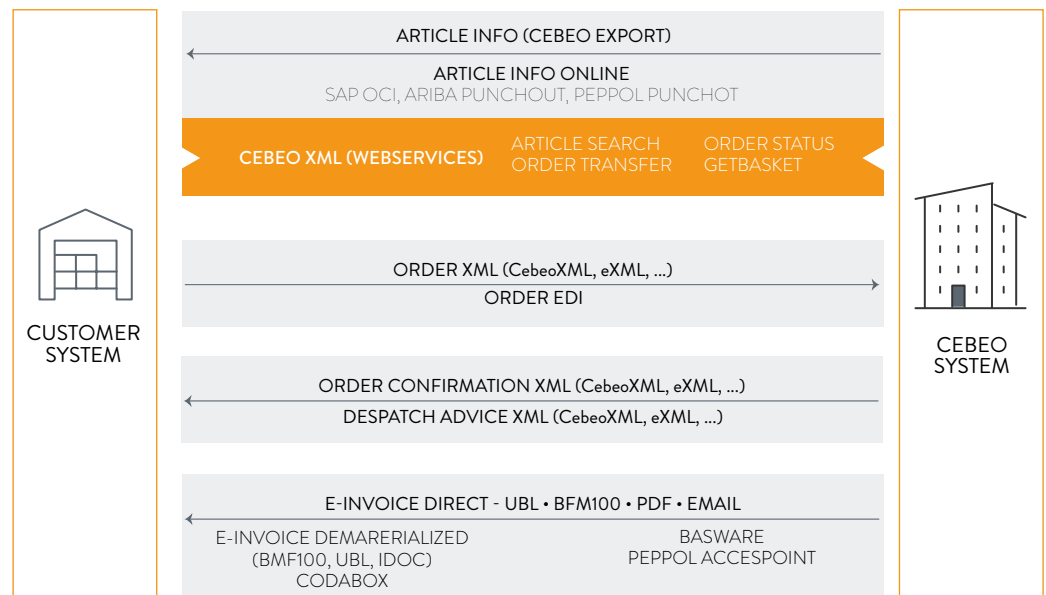 ARTICLE INFO (CEBEO EXPORT)
ARTICLE INFO ONLINE
SAP OCI, ARIBA PUNCHOUT, PEPPOL PUNCHOT
CEBEO XML (WEBSERVICES)
ARTICLE SEARCH
ORDER TRANSFER
ORDER STATUS
GETBASKET
CUSTOMER
SYSTEM
ORDER XML (CebeoXML, eXML, ...)
ORDER EDI
CEBEO
SYSTEM
ORDER CONFIRMATION XML (CebeoXML, eXML, ...)
DESPATCH ADVICE XML (CebeoXML, eXML, ...)
E-INVOICE DIRECT - UBL • BFM100 • PDF • EMAIL
E-INVOICE DEMARERIALIZED
(BMF100, UBL, IDOC)
CODABOX
BASWARE
PEPPOL ACCESPOINT